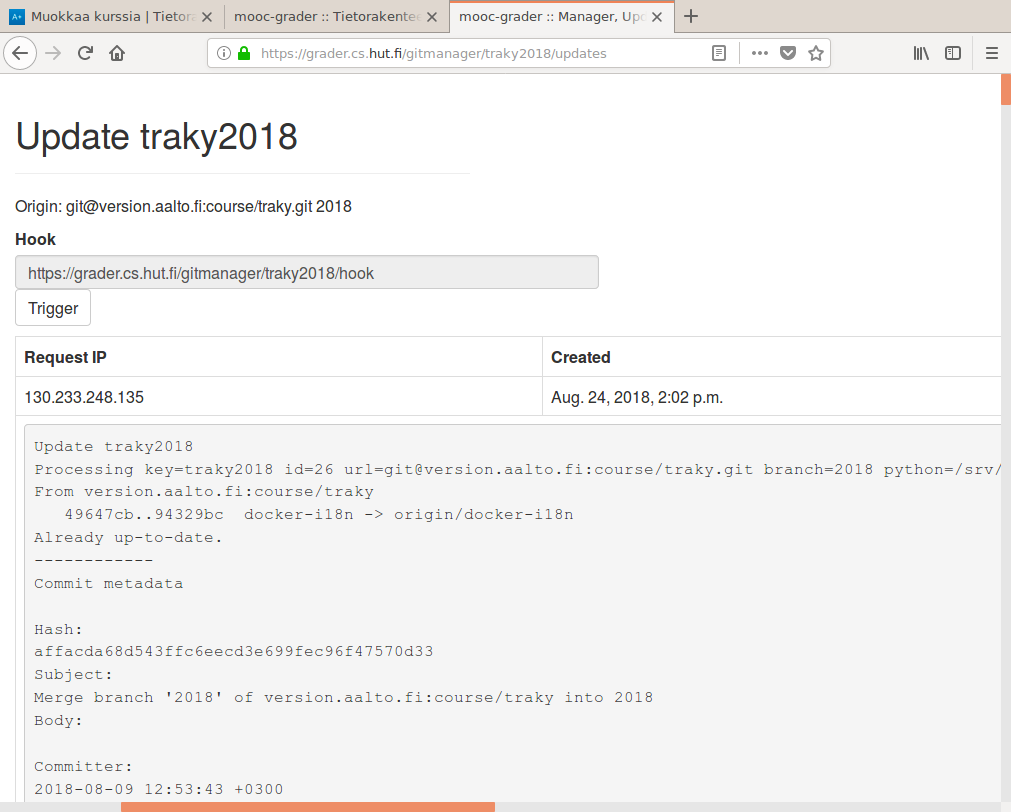 Muokkaa kurssia | Tietora
mooc-grader :: Tietorakentee
mooc-grader :: Manager, Upd
https://grader.cs.hut.fi/gitmanager/traky2018/updates
Update traky2018
Origin: git@version.aalto.fi:course/traky.git 2018
Hook
https://grader.cs.hut.fi/gitmanager/traky2018/hook
Trigger
Request IP Created
130.233.248.135 Aug. 24, 2018, 2:02 p.m.
Update traky2018
Processing key=traky2018 id=26 url=git@version.aalto.fi:course/traky.git branch=2018 python=/srv/
From version.aalto.fi:course/traky
49647cb..94329bc docker-i18n -> origin/docker-i18n
Already up-to-date.
------------
Commit metadata
Hash:
affacda68d543ffc6eecd3e699fec96f47570d33
Subject:
Merge branch '2018' of version.aalto.fi:course/traky into 2018
Body:
Committer:
2018-08-09 12:53:43 +0300